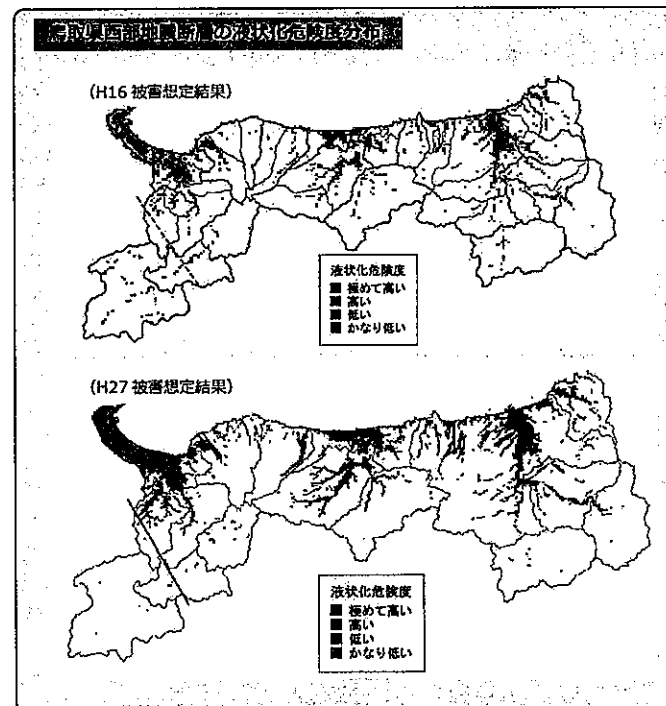 鳥取県西部地震断層の液状化危険度分布
(H16 被害想定結果)
液状化危険度
極めて高い
高い
低い
かなり低い
(H27 被害想定結果)
液状化危険度
極めて高い
高い
低い
かなり低い